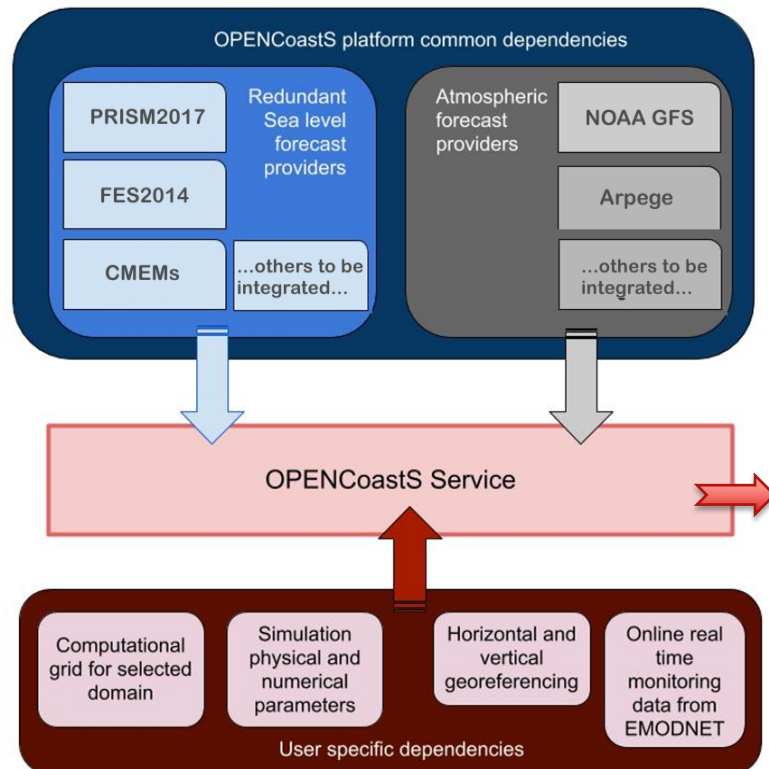 OPENCoastS platform common dependencies
PRISM2017
FES2014
CMEMs
Redundant
Sea level
forecast
providers
...others to be
integrated...
Atmospheric
forecast
providers
NOAA GFS
Arpege
...others to be
integrated...
OPENCoastS Service
Computational
grid for selected
domain
Simulation
physical and
numerical
parameters
Horizontal and
vertical
georeferencing
Online real
time
monitoring
data from
EMODNET
User specific dependencies